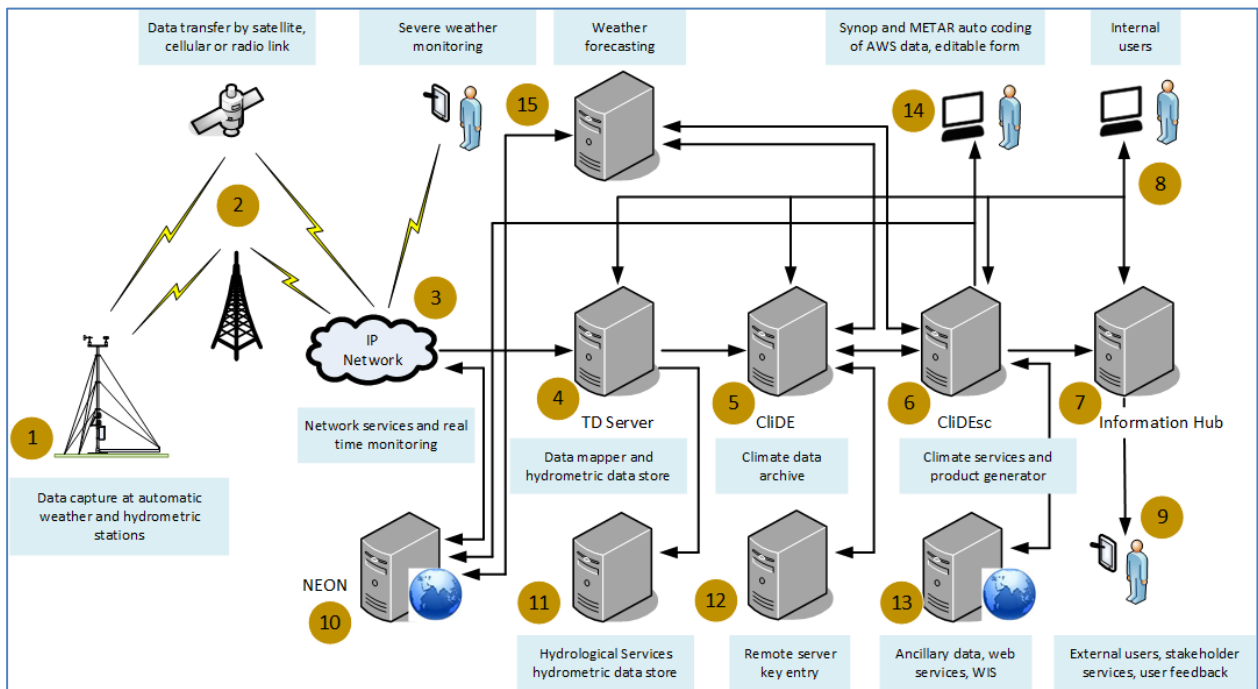 Data transfer by satellite,
cellular or radio link
Severe weather
monitoring
Weather
forecasting
Synop and METAR auto coding
of AWS data, editable form
Internal
users
15
14
2
8
3
IP
Network
1
4
TD Server
5
CliDE
6
CliDEsc
7
Information Hub
Network services and real
time monitoring
Data mapper and
hydrometric data store
Climate data
archive
Climate services and
product generator
Data capture at automatic
weather and hydrometric
stations
9
NEON
10
11
12
13
Hydrological Services
hydrometric data store
Remote server
key entry
Ancillary data, web
services, WIS
External users, stakeholder
services, user feedback